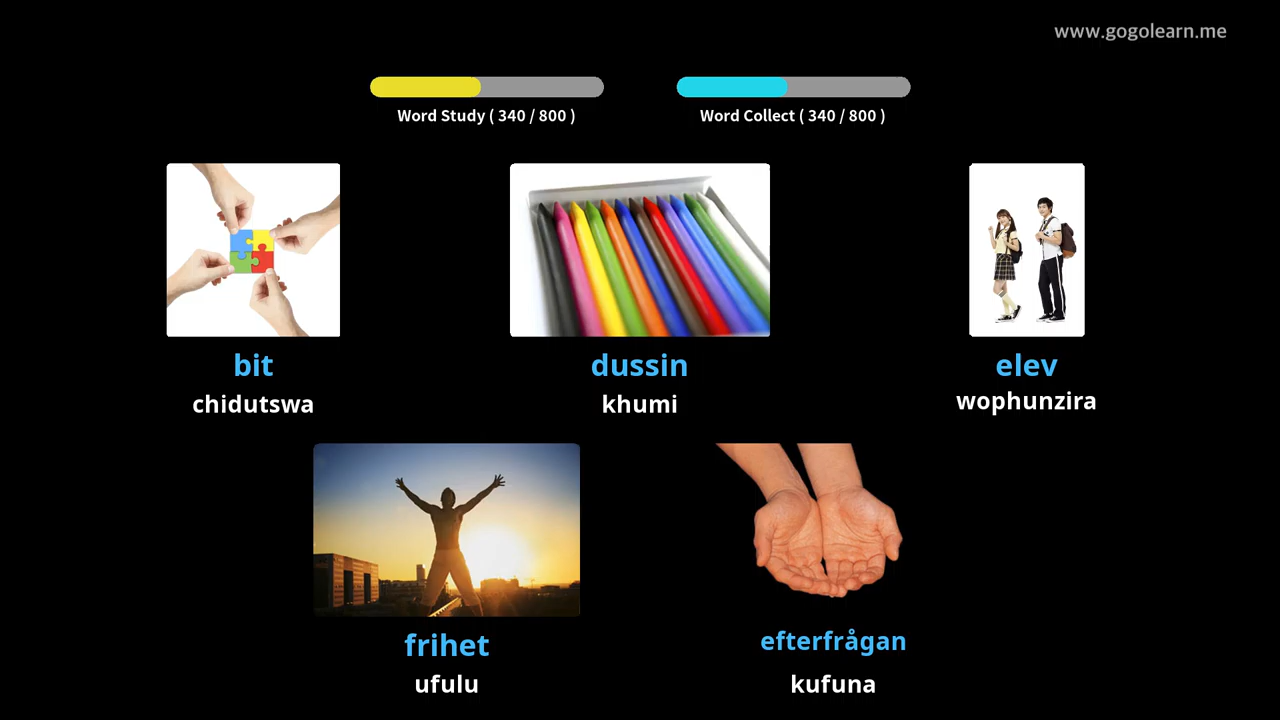 www.gogolearn.me
Word Study ( 340 / 800 )
Word Collect ( 340 / 800 )
bit
chidutswa
dussin
khumi
elev
wophunzira
frihet
ufulu
efterfrågan
kufuna